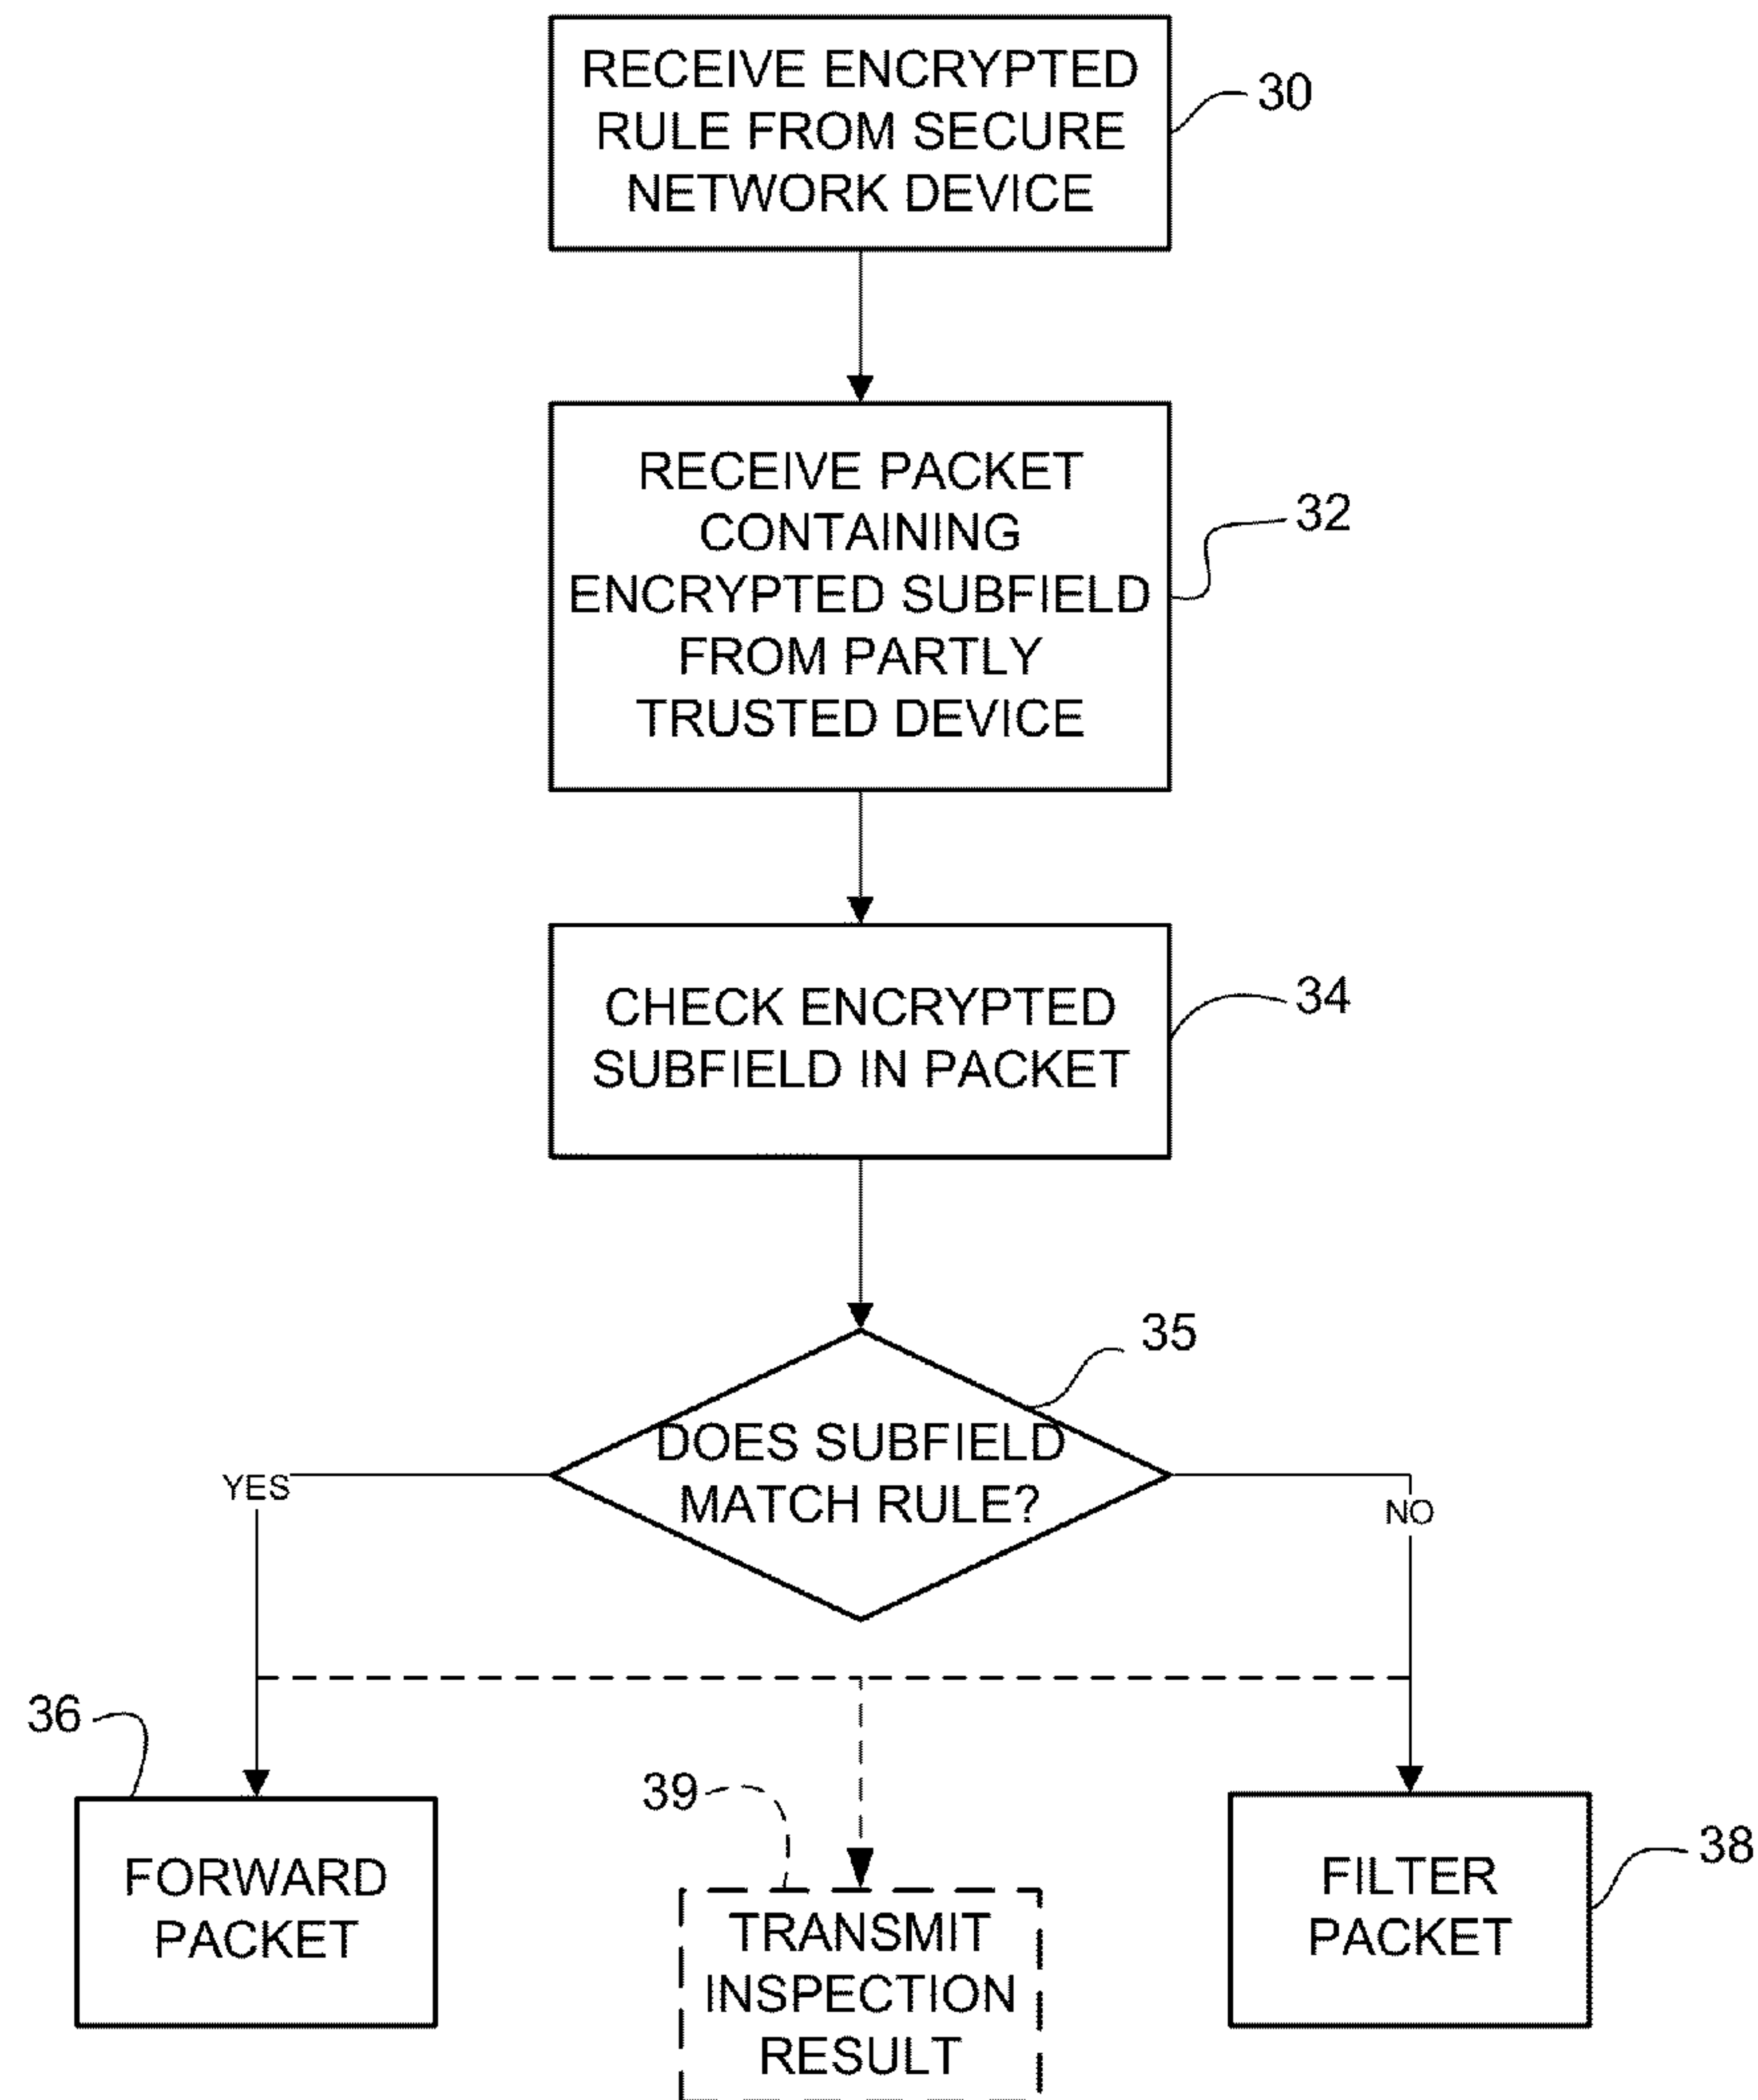 RECEIVE ENCRYPTED
RULE FROM SECURE
NETWORK DEVICE
30
RECEIVE PACKET
CONTAINING
ENCRYPTED SUBFIELD
FROM PARTLY
TRUSTED DEVICE
32
CHECK ENCRYPTED
SUBFIELD IN PACKET
34
35
DOES SUBFIELD
MATCH RULE?
YES
NO
36
FORWARD
PACKET
39
TRANSMIT
INSPECTION
RESULT
FILTER
PACKET
38